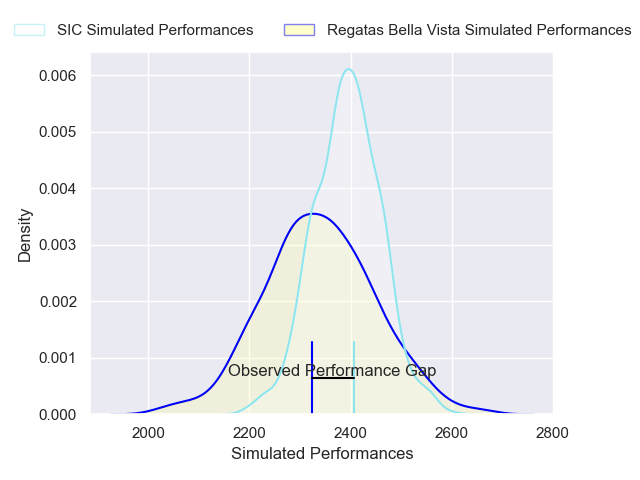 SIC Simulated Performances
Regatas Bella Vista Simulated Performances
0.006
0.005
0.004
0.003
0.002
0.001
0.000
Density
Observed Performance Gap
2000 2200 2400 2600 2800
Simulated Performances